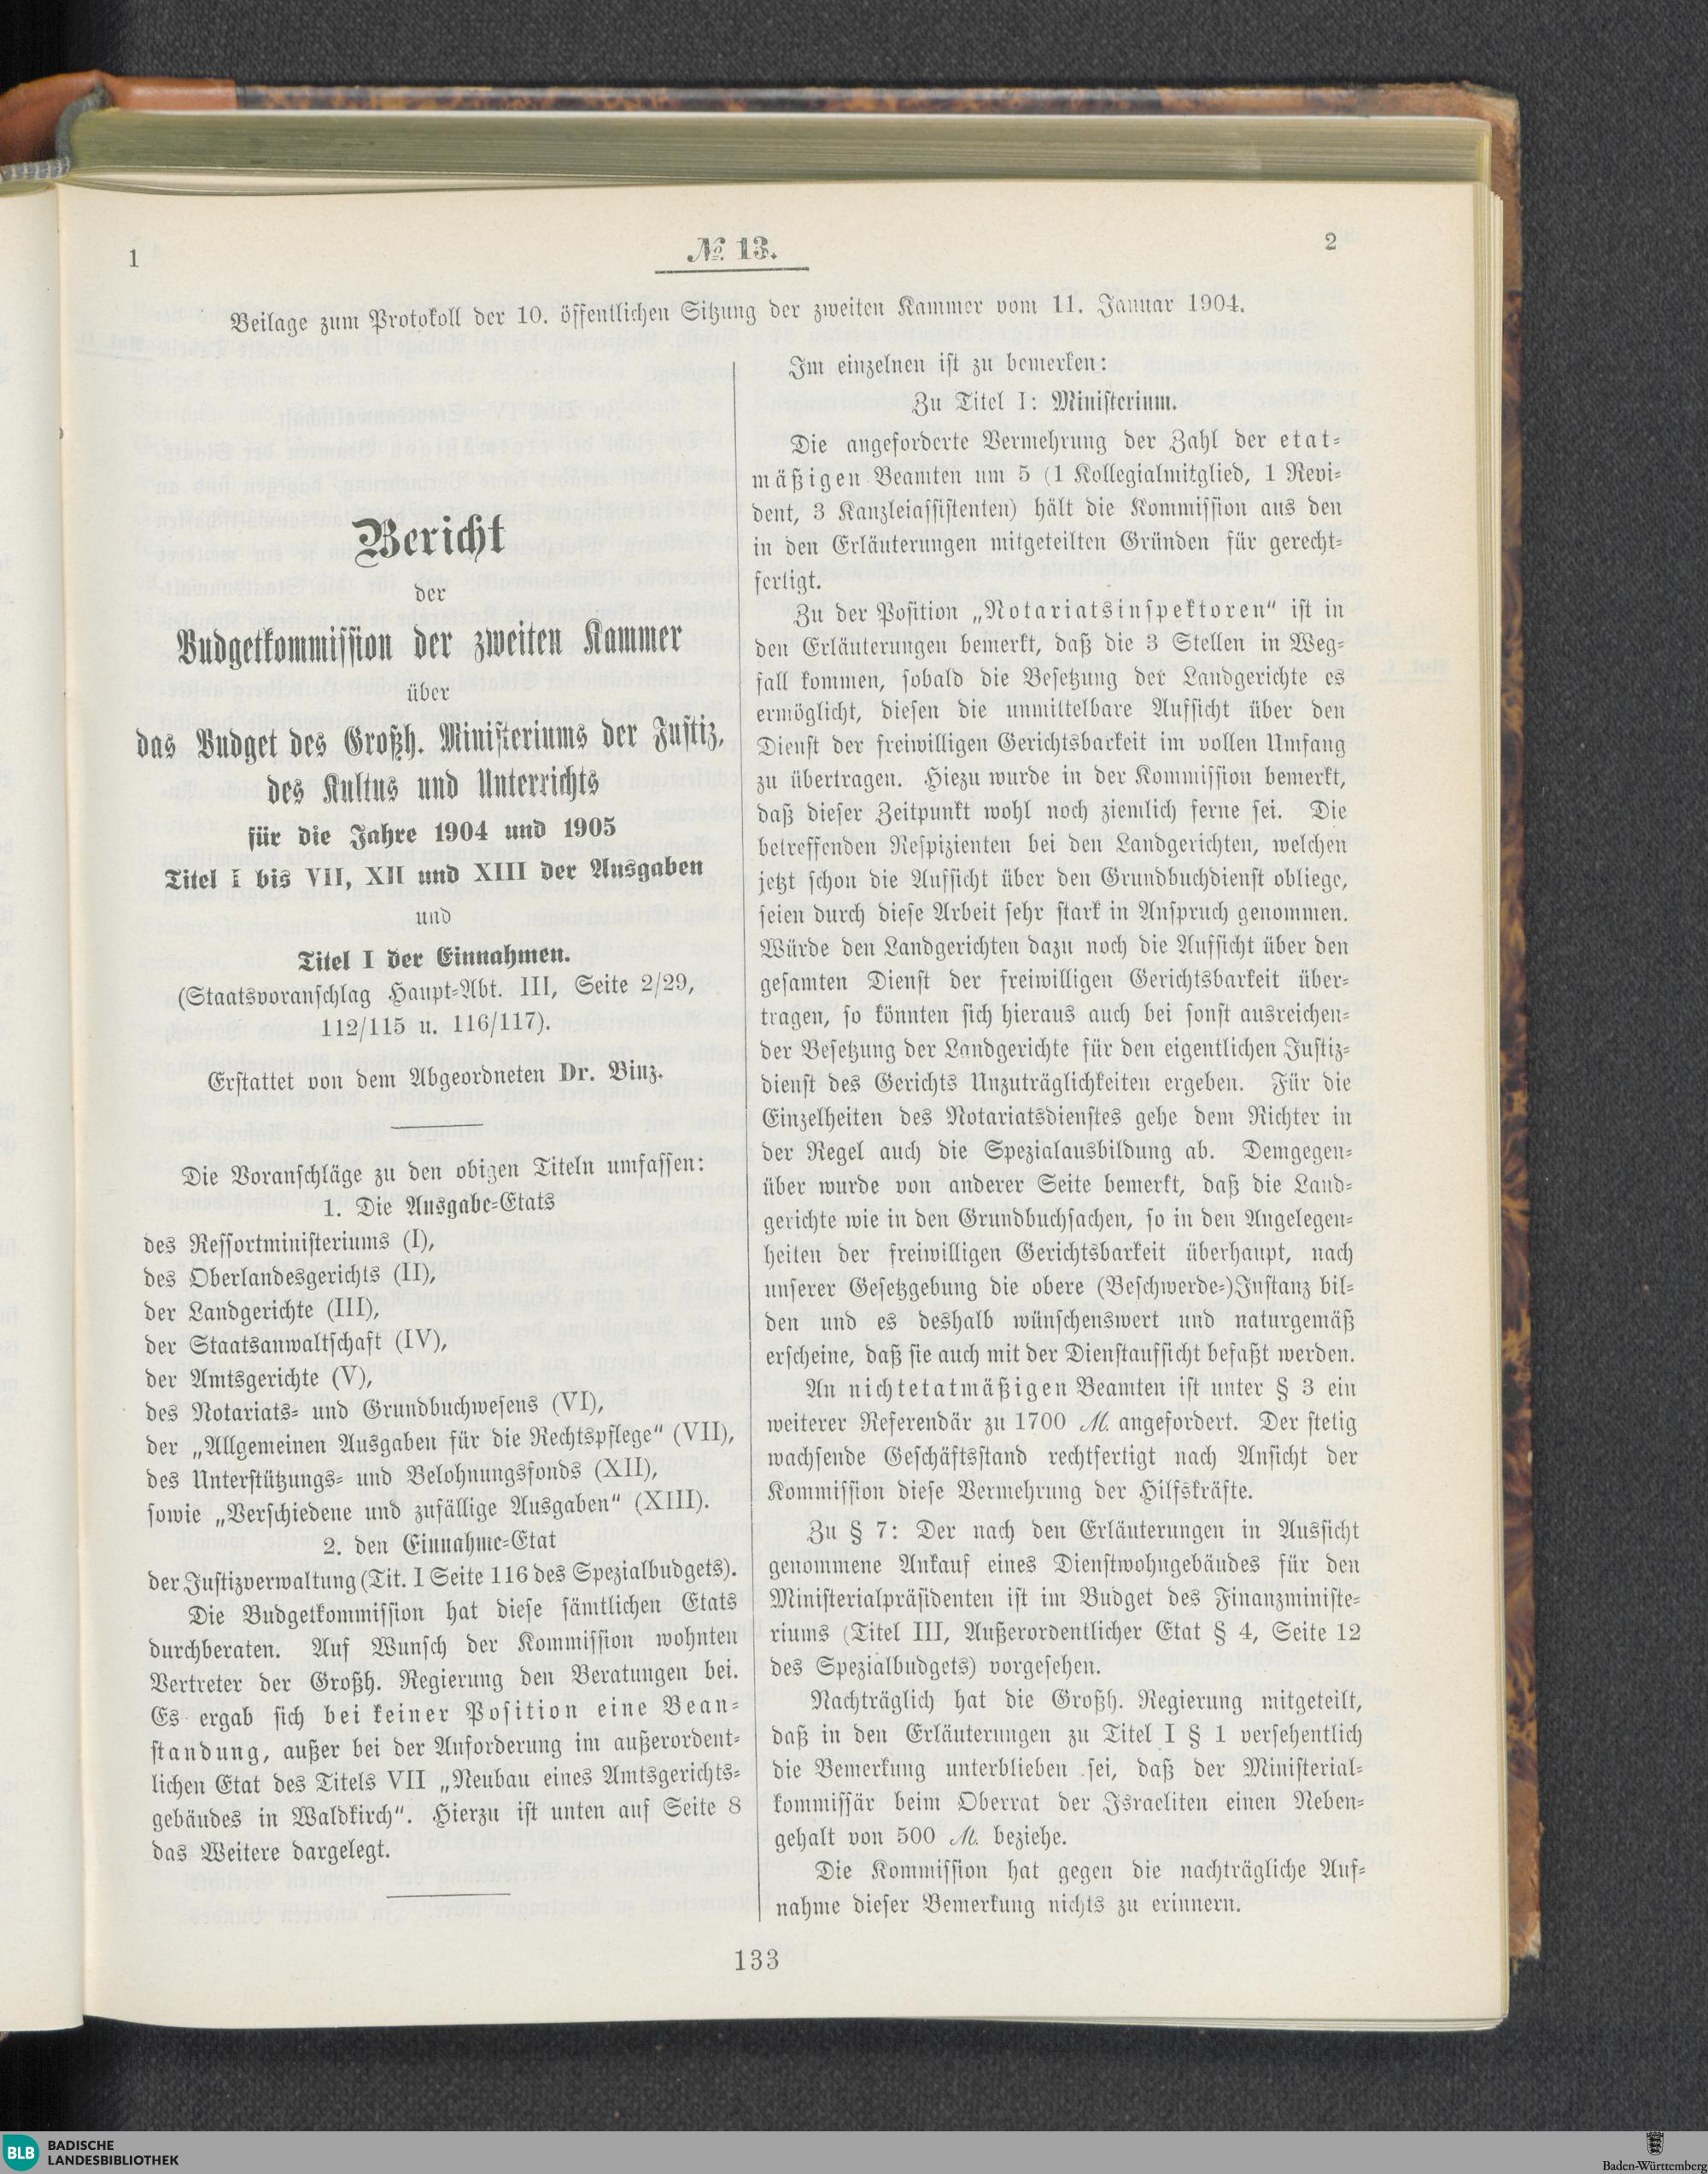 1
№ 13.
2
Beilage zum Protokoll der 10. öffentlichen Sitzung der zweiten Kammer vom 11. Januar 1904.
Bericht
der
Budgetkommission der zweiten Kammer
über
das Budget des Großh. Ministeriums der Justiz,
des Kultus und Unterrichts
für die Jahre 1904 und 1905
Titel I bis VII, XII und XIII der Ausgaben
und
Titel I der Einnahmen.
(Staatsvoranschlag Haupt-Abt. III, Seite 2/29,
112/115 u. 116/117).
Erstattet von dem Abgeordneten Dr. Binz.
Die Voranschläge zu den obigen Titeln umfassen:
1. Die Ausgabe-Etats
des Ressortministeriums (I),
des Oberlandesgerichts (II),
der Landgerichte (III),
der Staatsanwaltschaft (IV),
der Amtsgerichte (V),
des Notariats- und Grundbuchwesens (VI),
der „Allgemeinen Ausgaben für die Rechtspflege“ (VII),
des Unterstützungs- und Belohnungsfonds (XII),
sowie „Verschiedene und zufällige Ausgaben“ (XIII).
2. den Einnahme-Etat
der Justizverwaltung (Tit. I Seite 116 des Spezialbudgets).
Die Budgetkommission hat diese sämtlichen Etats
durchberaten. Auf Wunsch der Kommission wohnten
Vertreter der Großh. Regierung den Beratungen bei.
Es ergab sich bei keiner Position eine Bean-
standung, außer bei der Anforderung im außerordent-
lichen Etat des Titels VII „Neubau eines Amtsgerichts-
gebäudes in Waldkirch“. Hierzu ist unten auf Seite 8
das Weitere dargelegt.
Im einzelnen ist zu bemerken:
Zu Titel I: Ministerium.
Die angeforderte Vermehrung der Zahl der etat-
mäßigen Beamten um 5 (1 Kollegialmitglied, 1 Revi-
dent, 3 Kanzleiassistenten) hält die Kommission aus den
in den Erläuterungen mitgeteilten Gründen für gerecht-
fertigt.
Zu der Position „Notariatsinspektoren“ ist in
den Erläuterungen bemerkt, daß die 3 Stellen in Weg-
fall kommen, sobald die Besetzung der Landgerichte es
ermöglicht, diesen die unmittelbare Aufsicht über den
Dienst der freiwilligen Gerichtsbarkeit im vollen Umfang
zu übertragen. Hiezu wurde in der Kommission bemerkt,
daß dieser Zeitpunkt wohl noch ziemlich ferne sei. Die
betreffenden Respizienten bei den Landgerichten, welchen
jetzt schon die Aufsicht über den Grundbuchdienst obliege,
seien durch diese Arbeit sehr stark in Anspruch genommen.
Würde den Landgerichten dazu noch die Aufsicht über den
gesamten Dienst der freiwilligen Gerichtsbarkeit über-
tragen, so könnten sich hieraus auch bei sonst ausreichen-
der Besetzung der Landgerichte für den eigentlichen Justiz-
dienst des Gerichts Unzuträglichkeiten ergeben. Für die
Einzelheiten des Notariatsdienstes gehe dem Richter in
der Regel auch die Spezialausbildung ab. Demgegen-
über wurde von anderer Seite bemerkt, daß die Land-
gerichte wie in den Grundbuchsachen, so in den Angelegen-
heiten der freiwilligen Gerichtsbarkeit überhaupt, nach
unserer Gesetzgebung die obere (Beschwerde-)Instanz bil-
den und es deshalb wünschenswert und naturgemäß
erscheine, daß sie auch mit der Dienstaufsicht befaßt werden.
An nichtetatmäßigen Beamten ist unter § 3 ein
weiterer Referendär zu 1700 M. angefordert. Der stetig
wachsende Geschäftsstand rechtfertigt nach Ansicht der
Kommission diese Vermehrung der Hilfskräfte.
Zu § 7: Der nach den Erläuterungen in Aussicht
genommene Ankauf eines Dienstwohngebäudes für den
Ministerialpräsidenten ist im Budget des Finanzministe-
riums (Titel III, Außerordentlicher Etat § 4, Seite 12
des Spezialbudgets) vorgesehen.
Nachträglich hat die Großh. Regierung mitgeteilt,
daß in den Erläuterungen zu Titel I § 1 versehentlich
die Bemerkung unterblieben sei, daß der Ministerial-
kommissär beim Oberrat der Israeliten einen Neben-
gehalt von 500 M. beziehe.
Die Kommission hat gegen die nachträgliche Auf-
nahme dieser Bemerkung nichts zu erinnern.
133
BLB BADISCHE
LANDESBIBLIOTHEK
Baden-Württemberg